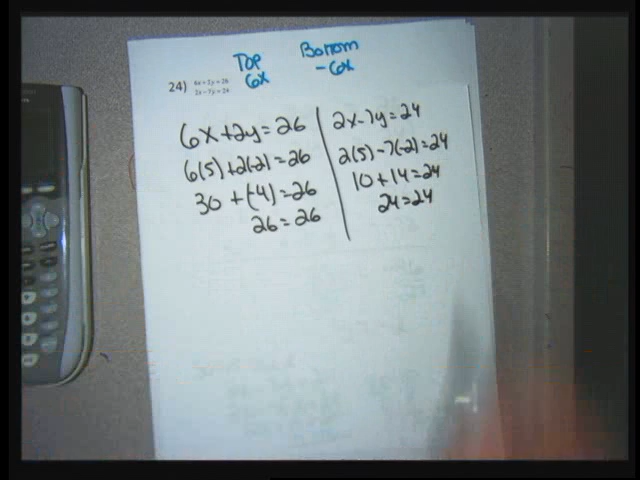 Top Bottom
6x -6x
24) 6x + 2y = 26
2x - 7y = 24
6x+2y=26
6(5)+2(-2)=26
30 +(-4)=26
26=26
2x-7y=24
2(5)-7(-2)=24
10+14=24
24=24